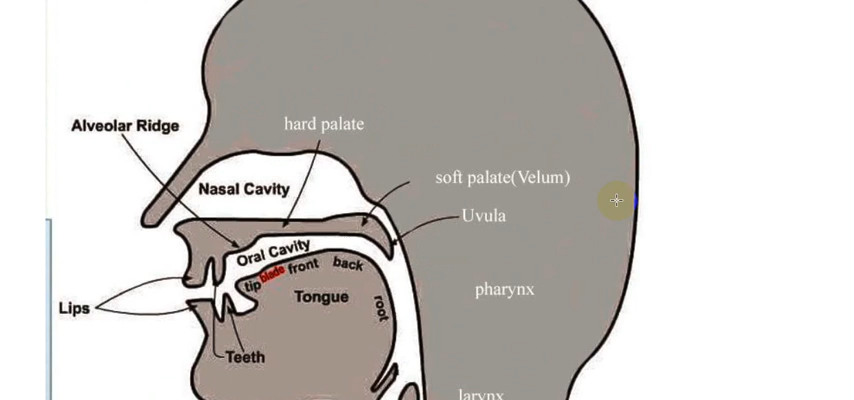 Alveolar Ridge
hard palate
soft palate(Velum)
Nasal Cavity
Uvula
Oral Cavity
tip blade front back
Tongue
root
pharynx
Lips
Teeth
larynx